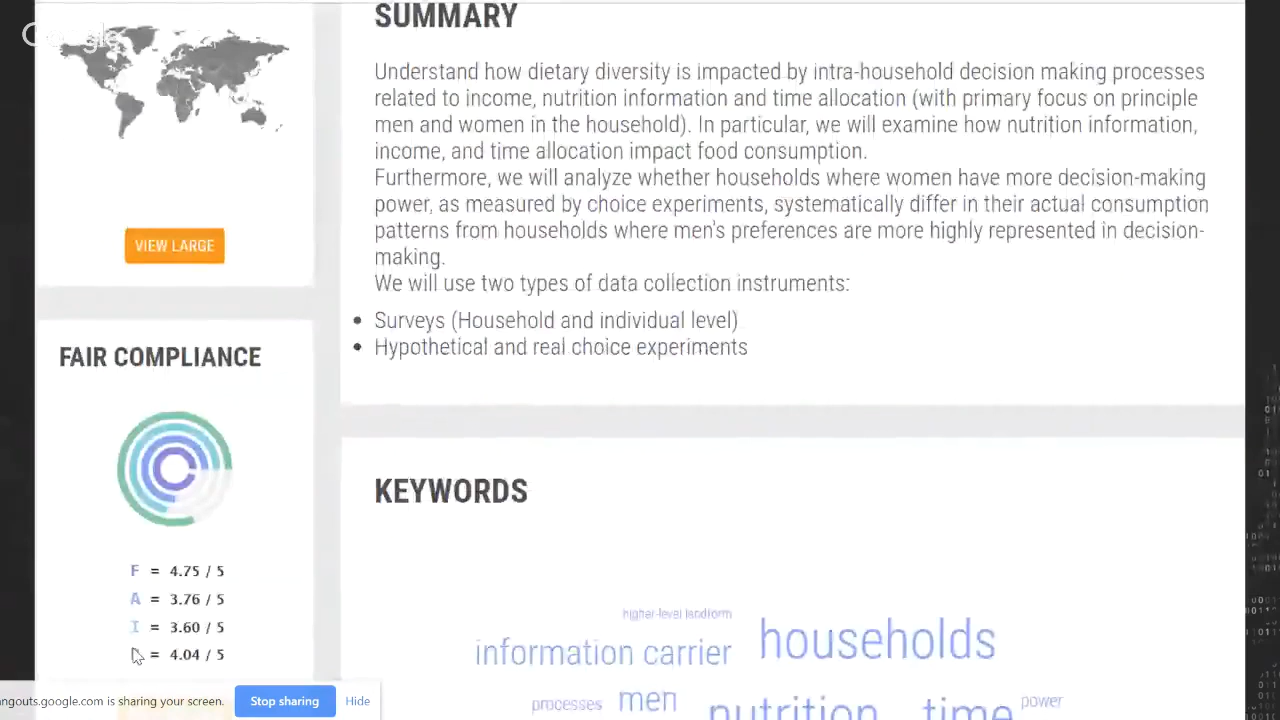 Google
VIEW LARGE
FAIR COMPLIANCE
F = 4.75 / 5
A = 3.76 / 5
I = 3.60 / 5
= 4.04 / 5
SUMMARY
Understand how dietary diversity is impacted by intra-household decision making processes
related to income, nutrition information and time allocation (with primary focus on principle
men and women in the household). In particular, we will examine how nutrition information,
income, and time allocation impact food consumption.
Furthermore, we will analyze whether households where women have more decision-making
power, as measured by choice experiments, systematically differ in their actual consumption
patterns from households where men's preferences are more highly represented in decision-
making.
We will use two types of data collection instruments:
• Surveys (Household and individual level)
• Hypothetical and real choice experiments
KEYWORDS
higher-level landform
information carrier
households
processes
men
nutrition
time
power
angouts.google.com is sharing your screen.
Stop sharing
Hide